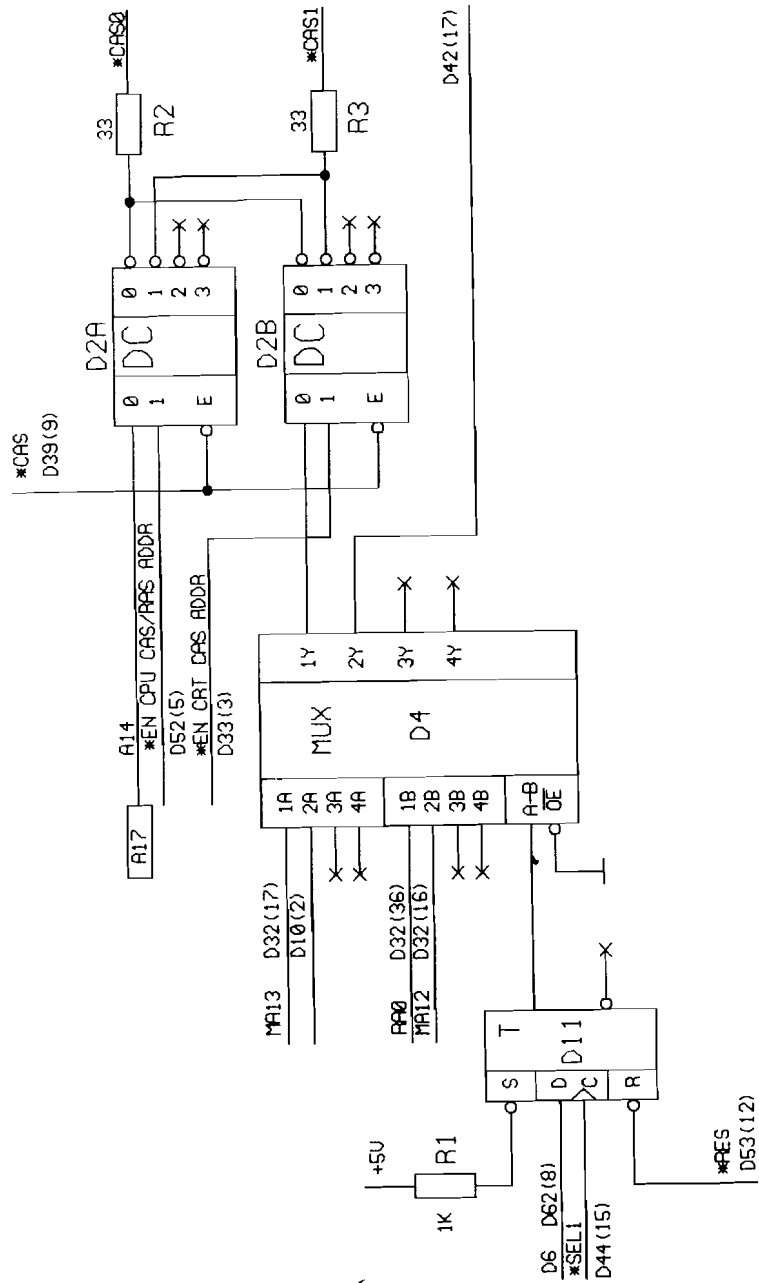 *CAS0
33
R2
*CAS1
33
R3
D42(17)
D2A
DC
0
1
E
0
1
2
3
D2B
DC
0
1
E
0
1
2
3
*CAS
D39(9)
A17
A14
*EN CPU CAS/RAS ADDR
D52(5)
*EN CRT CAS ADDR
D33(3)
MUX
D4
1A
2A
3A
4A
1B
2B
3B
4B
A-B
OE
1Y
2Y
3Y
4Y
MA13 D32(17)
D10(2)
RA0 D32(36)
MA12 D32(16)
T
D11
S
D
C
R
+5V
1K
R1
D6 D62(8)
*SEL1
D44(15)
*RES
D53(12)